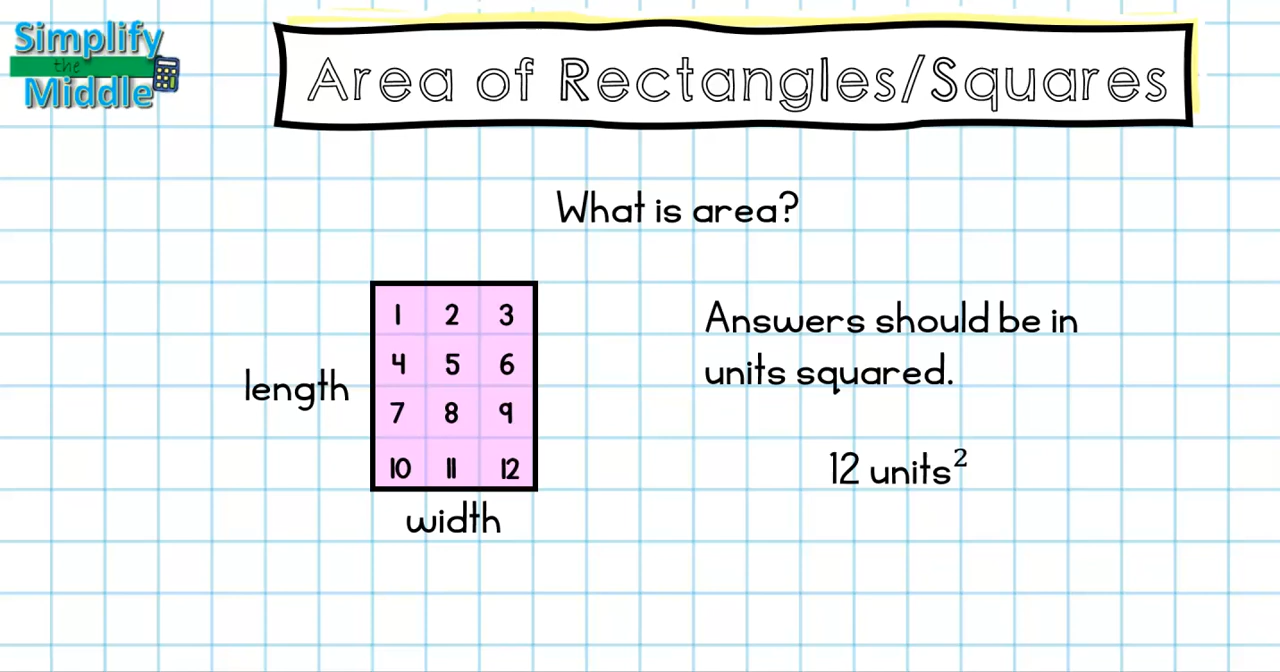 Simplify
the
Middle
Area of Rectangles/Squares
What is area?
1 2 3
4 5 6
7 8 9
10 11 12
length
width
Answers should be in
units squared.
12 units²